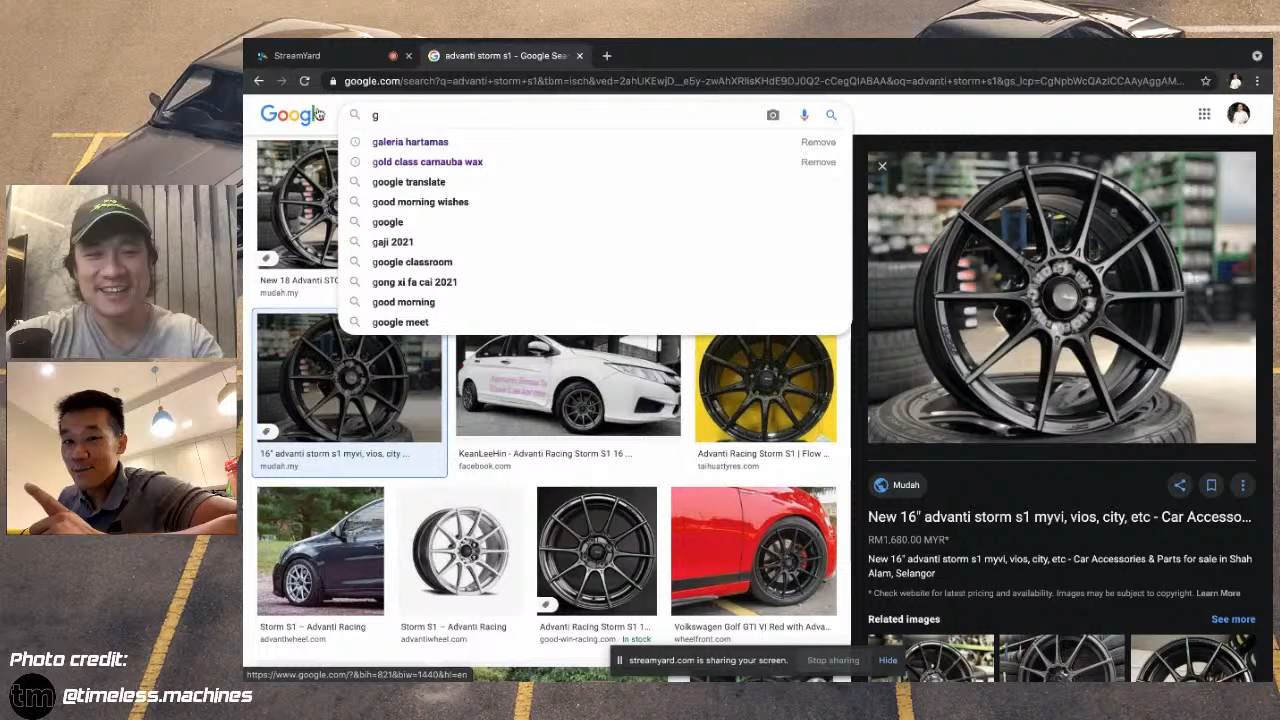 StreamYard
advanti storm s1 - Google Sea
google.com/search?q=advanti+storm+s1&tbm=isch&ved=2ahUKEwjD__e5y-zwAhXRlisKHdE9DJ0Q2-cCegQIABAA&oq=advanti+storm+s1&gs_lcp=CgNpbWcQAzICCAAyAggAM...
Google
g
galeria hartamas
Remove
gold class carnauba wax
Remove
google translate
good morning wishes
google
gaji 2021
google classroom
gong xi fa cai 2021
good morning
google meet
New 18 Advanti STO
mudah.my
16" advanti storm s1 myvi, vios, city ...
mudah.my
KeanLeeHin - Advanti Racing Storm S1 16 ...
facebook.com
Advanti Racing Storm S1 | Flow ...
taihuattyres.com
Storm S1 – Advanti Racing
advantiwheel.com
Storm S1 – Advanti Racing
advantiwheel.com
Advanti Racing Storm S1 1...
good-win-racing.com · In stock
Volkswagen Golf GTI VI Red with Adva...
wheelfront.com
Mudah
New 16" advanti storm s1 myvi, vios, city, etc - Car Accesso...
RM1,680.00 MYR*
New 16" advanti storm s1 myvi, vios, city, etc - Car Accessories & Parts for sale in Shah
Alam, Selangor
* Check website for latest pricing and availability. Images may be subject to copyright. Learn More
Related images
See more
streamyard.com is sharing your screen.
Stop sharing
Hide
https://www.google.com/?&bih=821&biw=1440&hl=en
Photo credit:
tm @timeless.machines